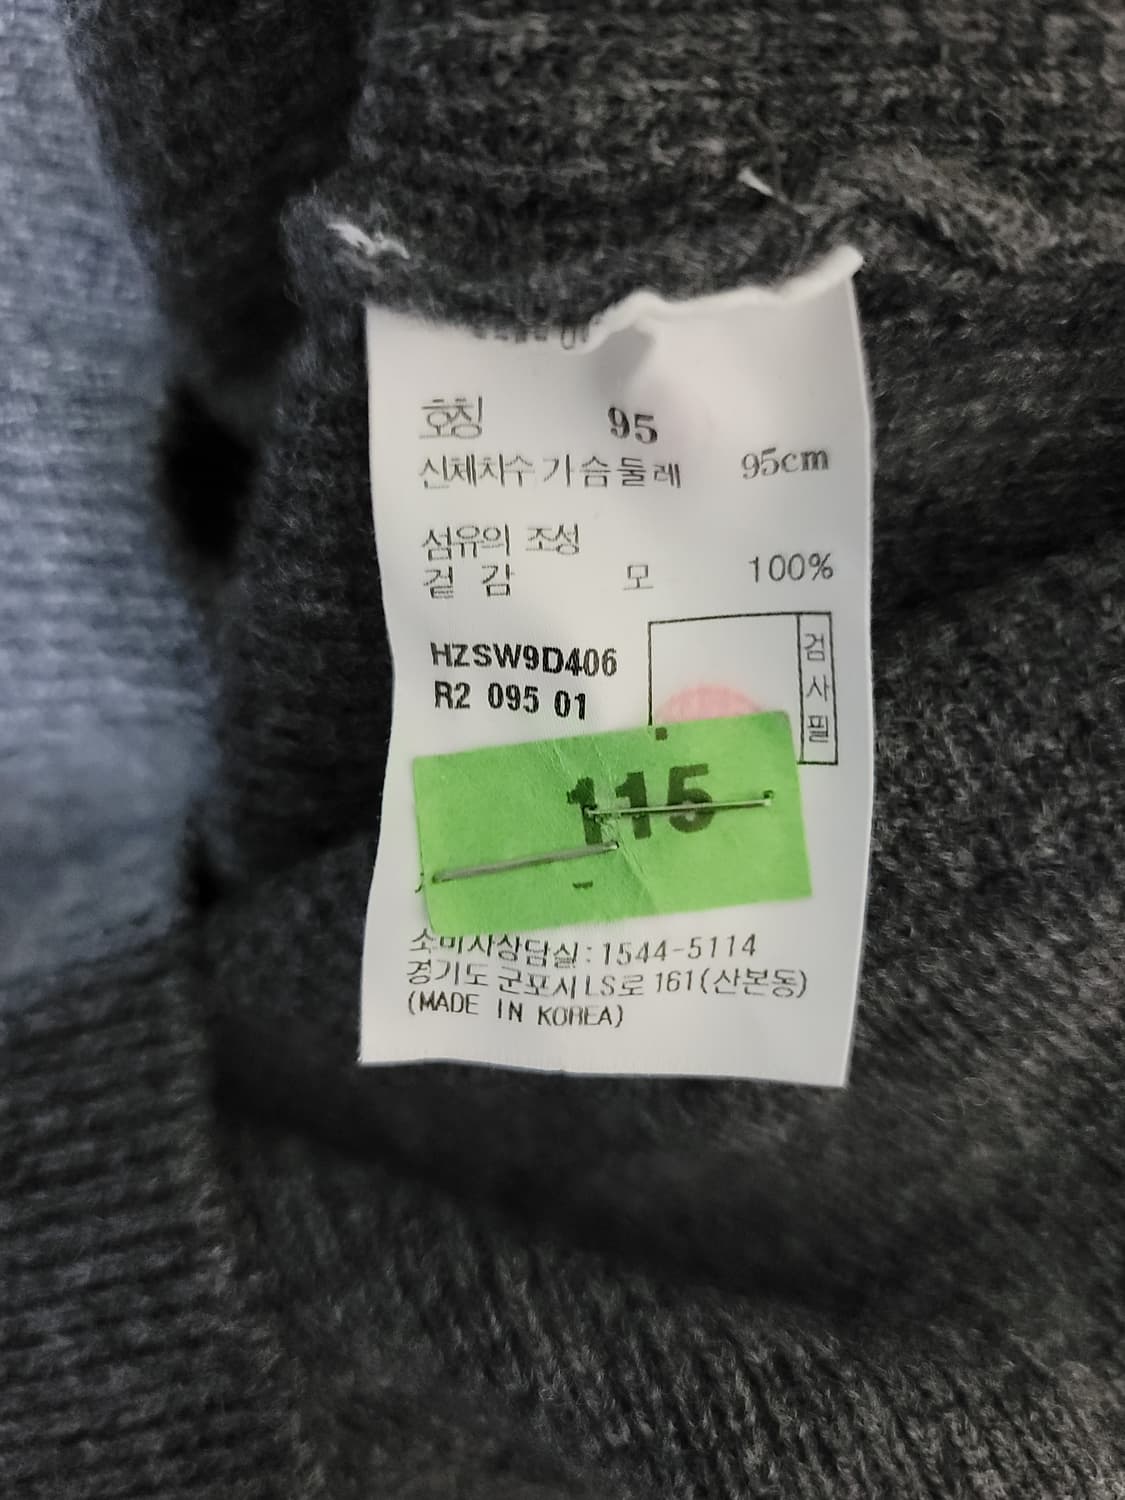 호칭 95
신체치수 가슴둘레 95cm
섬유의 조성
겉 감 모 100%
HZSW9D406
R2 095 01
검사필
115
소비자상담실 : 1544-5114
경기도 군포시 LS로 161(산본동)
(MADE IN KOREA)